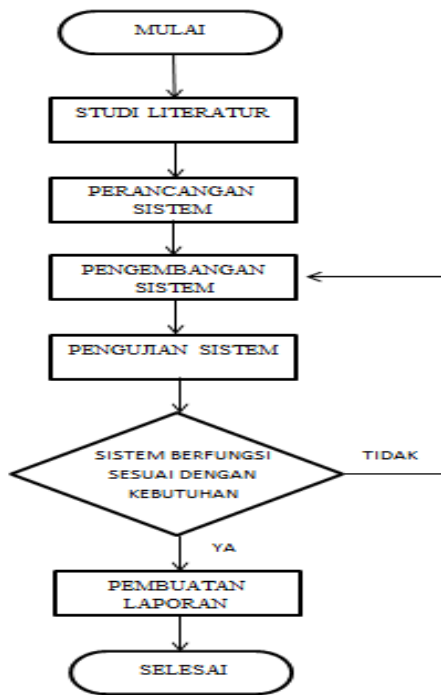 MULAI
STUDI LITERATUR
PERANCANGAN
SISTEM
PENGEMBANGAN
SISTEM
PENGUJIAN SISTEM
SISTEM BERFUNGSI
SESUAI DENGAN
KEBUTUHAN
TIDAK
YA
PEMBUATAN
LAPORAN
SELESAI